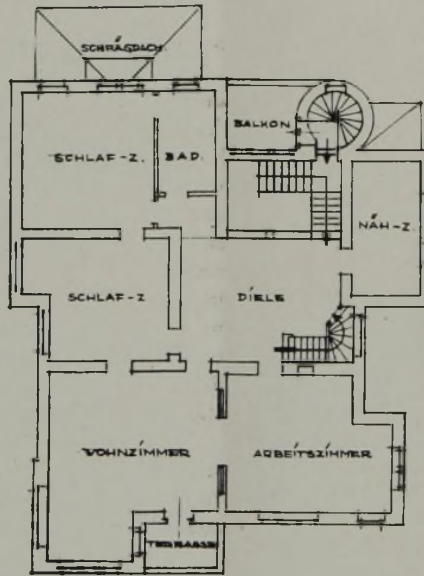 SCHRÄGDACH.
BALKON
SCHLAF-Z.
BAD.
NÄH-Z.
SCHLAF-Z
DIELE
WOHNZIMMER
ARBEITSZIMMER
TERRASSE